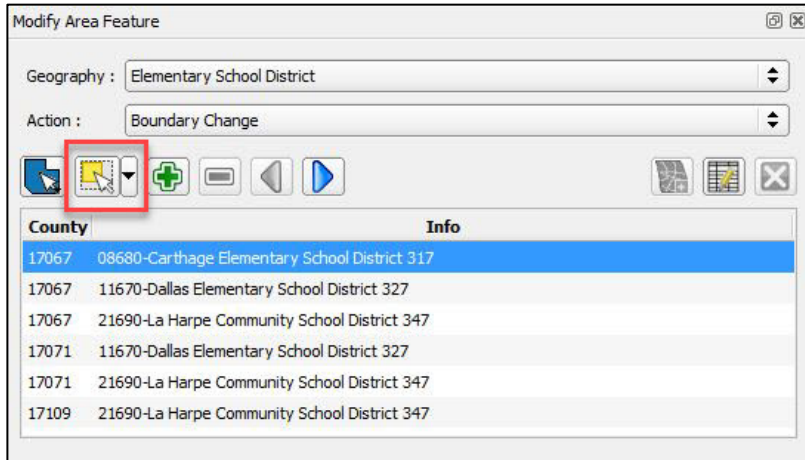 Modify Area Feature
Geography : Elementary School District
Action : Boundary Change
County Info
17067 08680-Carthage Elementary School District 317
17067 11670-Dallas Elementary School District 327
17067 21690-La Harpe Community School District 347
17071 11670-Dallas Elementary School District 327
17071 21690-La Harpe Community School District 347
17109 21690-La Harpe Community School District 347